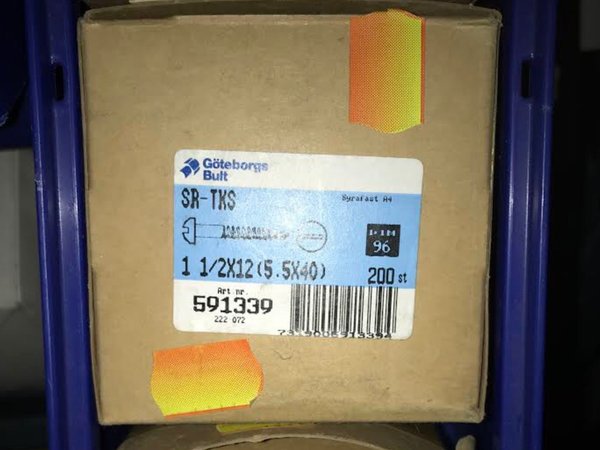 Göteborgs
Bult
SR-TKS
Syrafast A4
DIN
96
1 1/2X12(5.5X40)
200 st
Art.nr.
591339
222 072